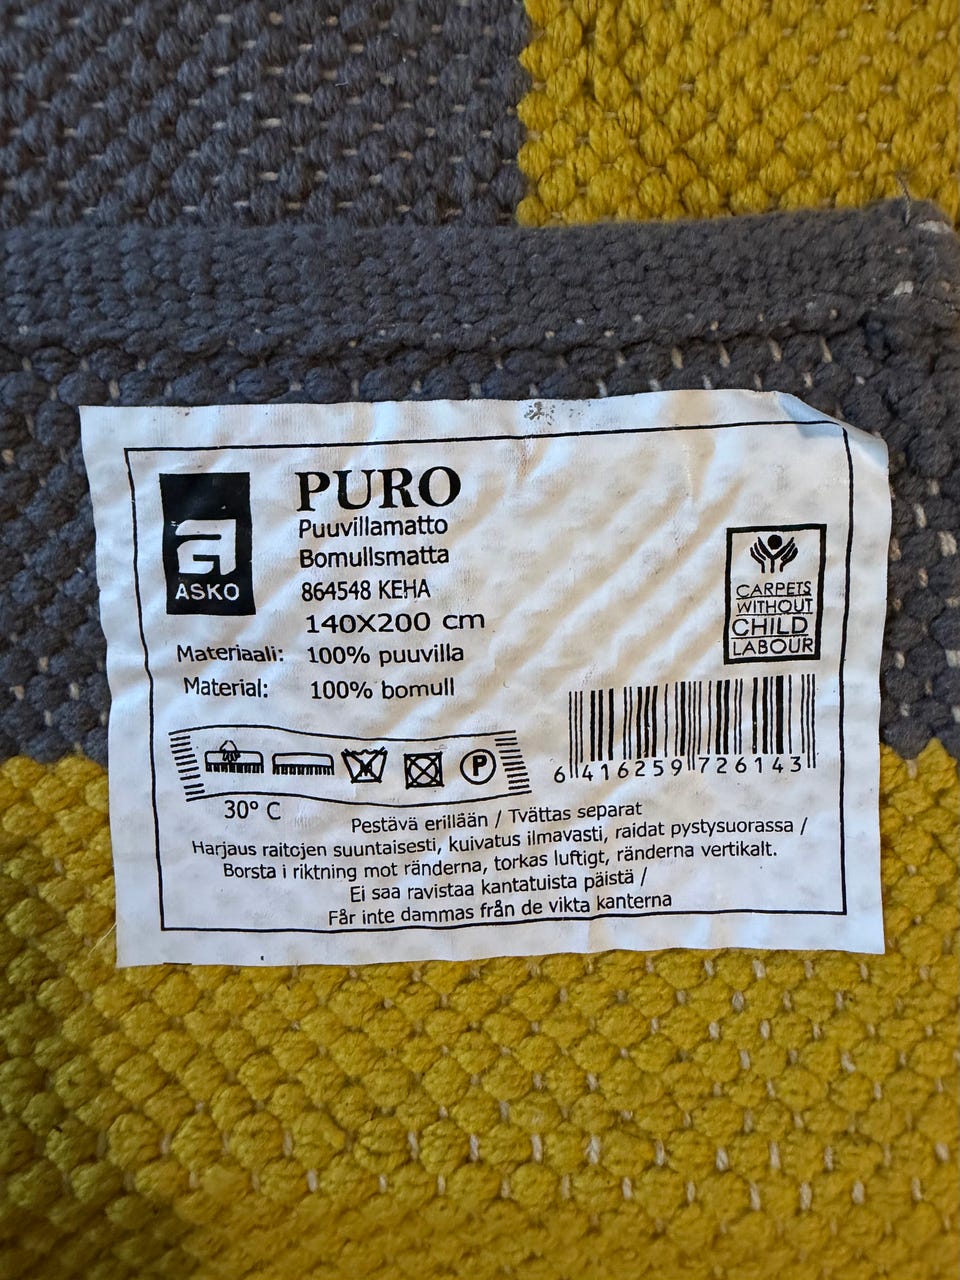 ASKO
PURO
Puuvillamatto
Bomullsmatta
864548 KEHA
140X200 cm
Materiaali: 100% puuvilla
Material: 100% bomull
CARPETS
WITHOUT
CHILD
LABOUR
6 416259 726143
P
30° C
Pestävä erillään / Tvättas separat
Harjaus raitojen suuntaisesti, kuivatus ilmavasti, raidat pystysuorassa /
Borsta i riktning mot ränderna, torkas luftigt, ränderna vertikalt.
Ei saa ravistaa kantatuista päistä /
Får inte dammas från de vikta kanterna